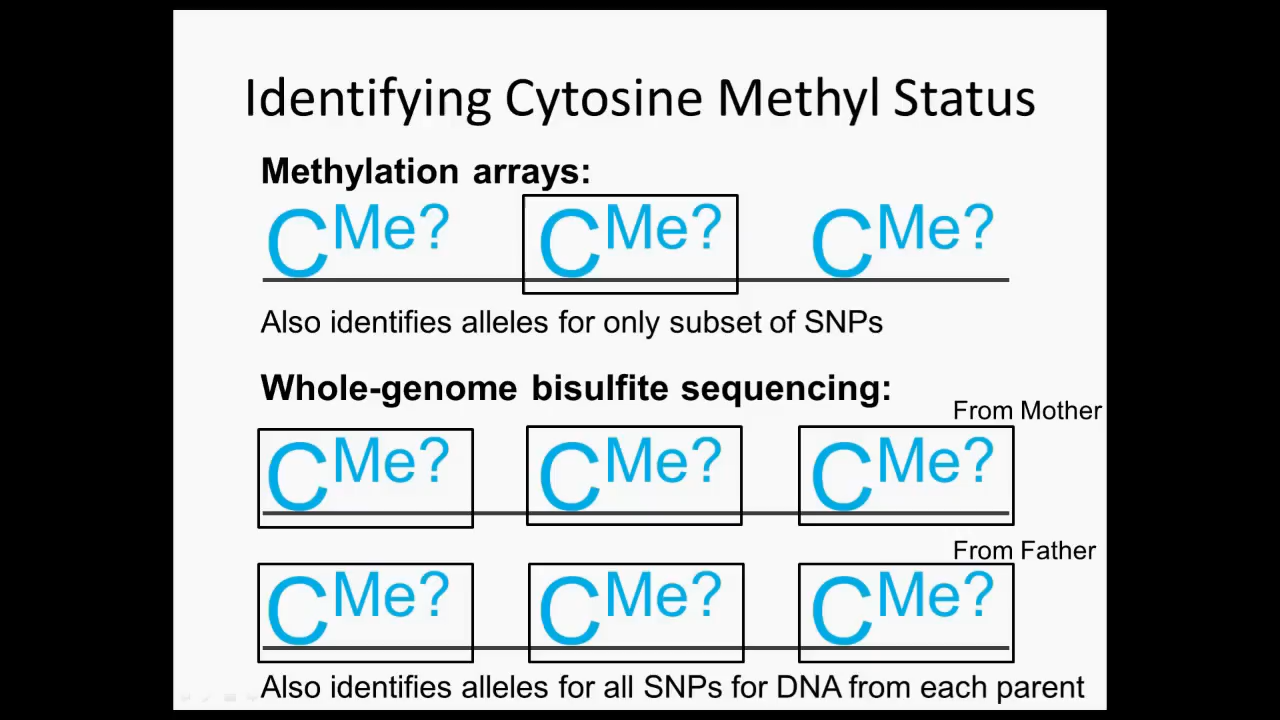 Identifying Cytosine Methyl Status
Methylation arrays:
CMe? CMe? CMe?
Also identifies alleles for only subset of SNPs
Whole-genome bisulfite sequencing:
From Mother
CMe? CMe? CMe?
From Father
CMe? CMe? CMe?
Also identifies alleles for all SNPs for DNA from each parent